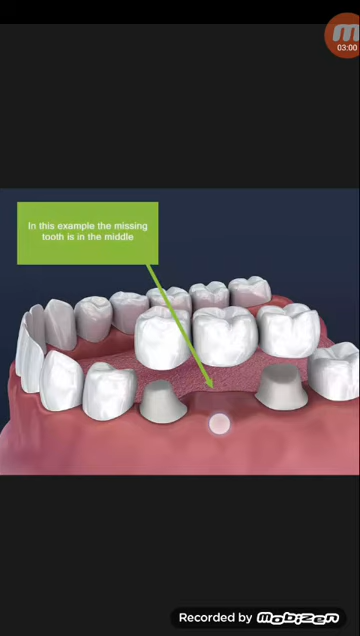 03:00
In this example the missing
tooth is in the middle
Recorded by Mobizen